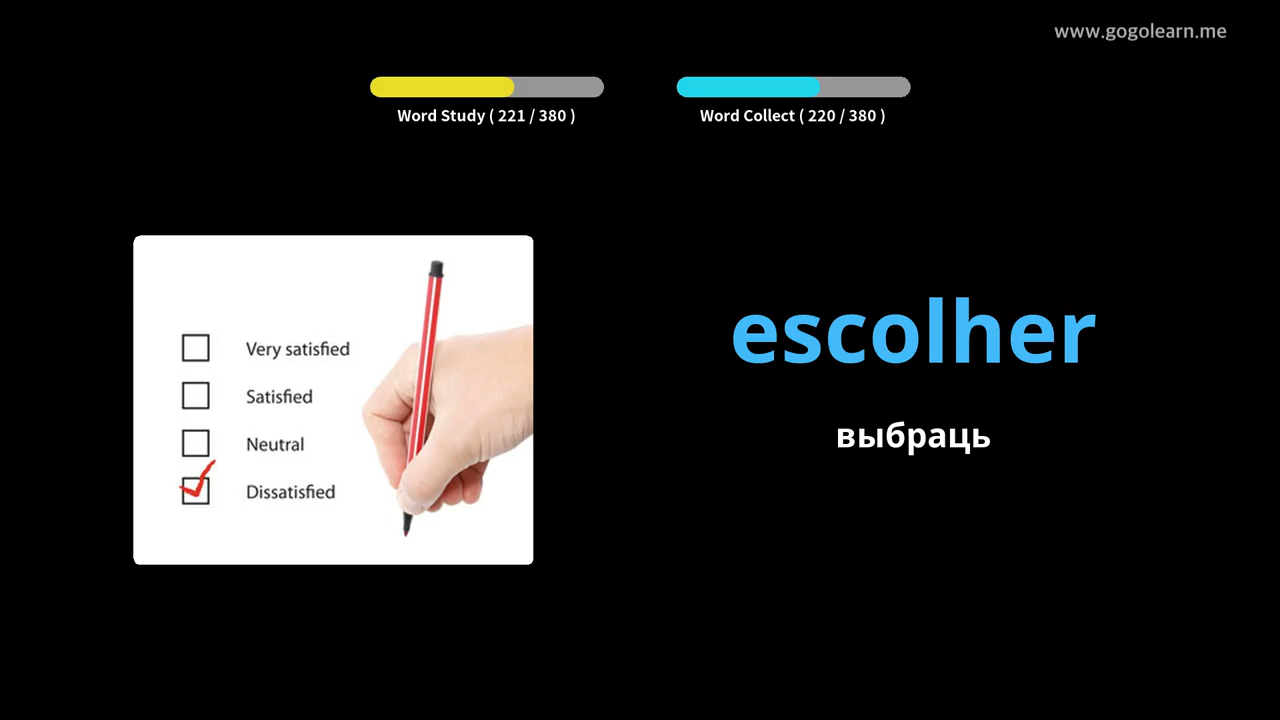 www.gogolearn.me
Word Study ( 221 / 380 )
Word Collect ( 220 / 380 )
Very satisfied
Satisfied
Neutral
Dissatisfied
escolher
выбраць